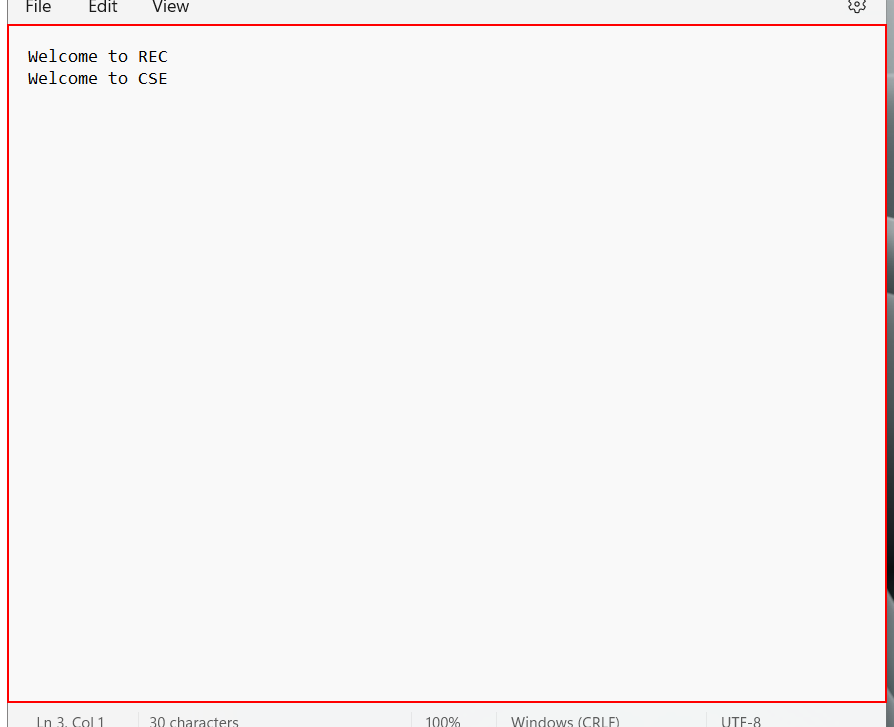 File Edit View
Welcome to REC
Welcome to CSE
Ln 3, Col 1 30 characters 100% Windows (CRLF) UTF-8